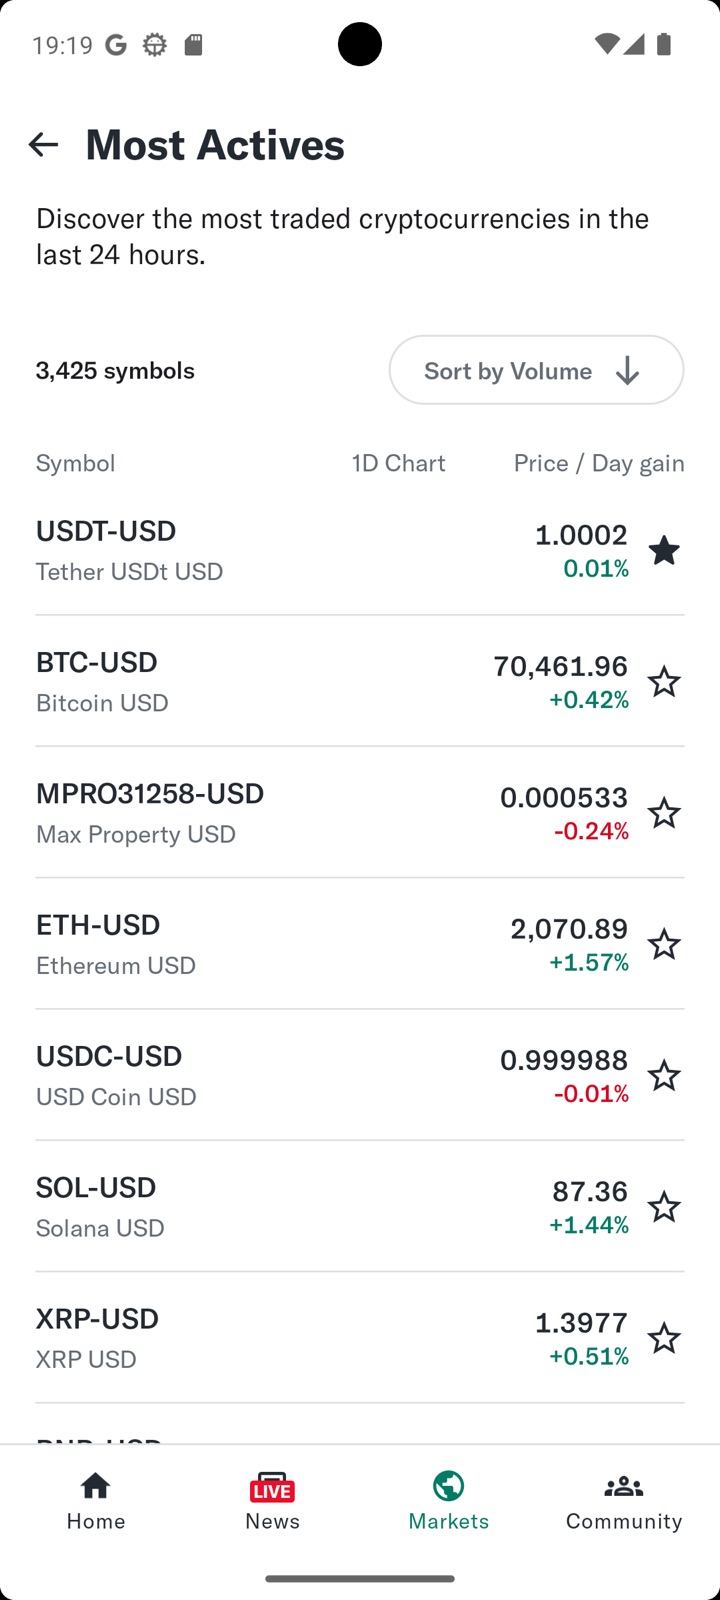 19:19
Most Actives
Discover the most traded cryptocurrencies in the
last 24 hours.
3,425 symbols
Sort by Volume
Symbol 1D Chart Price / Day gain
USDT-USD 1.0002
Tether USDt USD 0.01%
BTC-USD 70,461.96
Bitcoin USD +0.42%
MPRO31258-USD 0.000533
Max Property USD -0.24%
ETH-USD 2,070.89
Ethereum USD +1.57%
USDC-USD 0.999988
USD Coin USD -0.01%
SOL-USD 87.36
Solana USD +1.44%
XRP-USD 1.3977
XRP USD +0.51%
LIVE
Home News Markets Community